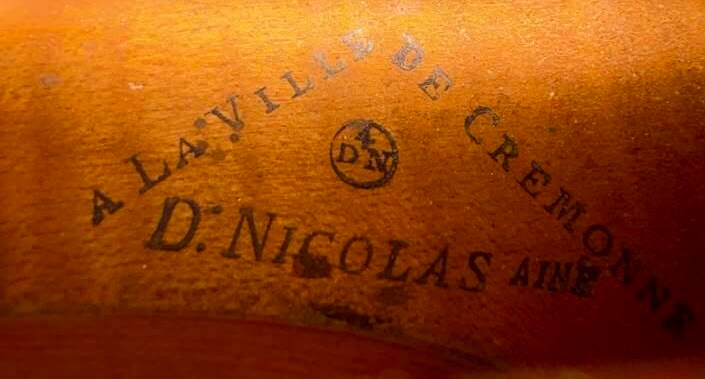 A LA VILLE DE CREMONNE
A
DN
D. NICOLAS AINE